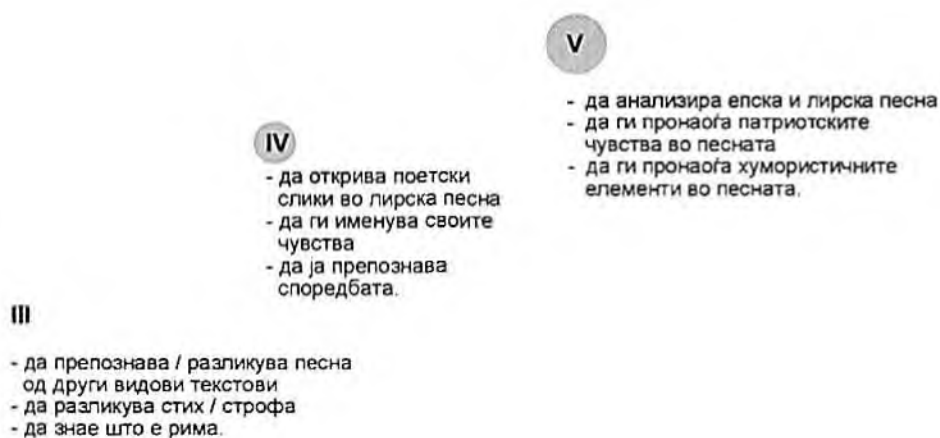 V
- да анализира епска и лирска песна
- да ги пронаоѓа патриотските
чувства во песната
- да ги пронаоѓа хумористичните
елементи во песната.
IV
- да открива поетски
слики во лирска песна
- да ги именува своите
чувства
- да ја препознава
споредбата.
III
- да препознава / разликува песна
од други видови текстови
- да разликува стих / строфа
- да знае што е рима.